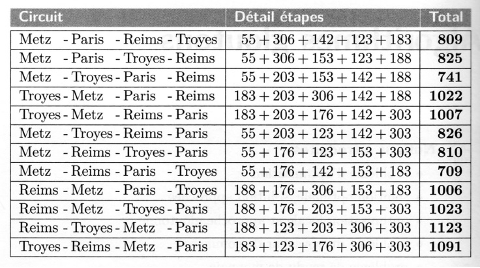 Circuit Détail étapes Total
Metz - Paris - Reims - Troyes 55 + 306 + 142 + 123 + 183 809
Metz - Paris - Troyes - Reims 55 + 306 + 153 + 123 + 188 825
Metz - Troyes - Paris - Reims 55 + 203 + 153 + 142 + 188 741
Troyes - Metz - Paris - Reims 183 + 203 + 306 + 142 + 188 1022
Troyes - Metz - Reims - Paris 183 + 203 + 176 + 142 + 303 1007
Metz - Troyes - Reims - Paris 55 + 203 + 123 + 142 + 303 826
Metz - Reims - Troyes - Paris 55 + 176 + 123 + 153 + 303 810
Metz - Reims - Paris - Troyes 55 + 176 + 142 + 153 + 183 709
Reims - Metz - Paris - Troyes 188 + 176 + 306 + 153 + 183 1006
Reims - Metz - Troyes - Paris 188 + 176 + 203 + 153 + 303 1023
Reims - Troyes - Metz - Paris 188 + 123 + 203 + 306 + 303 1123
Troyes - Reims - Metz - Paris 183 + 123 + 176 + 306 + 303 1091